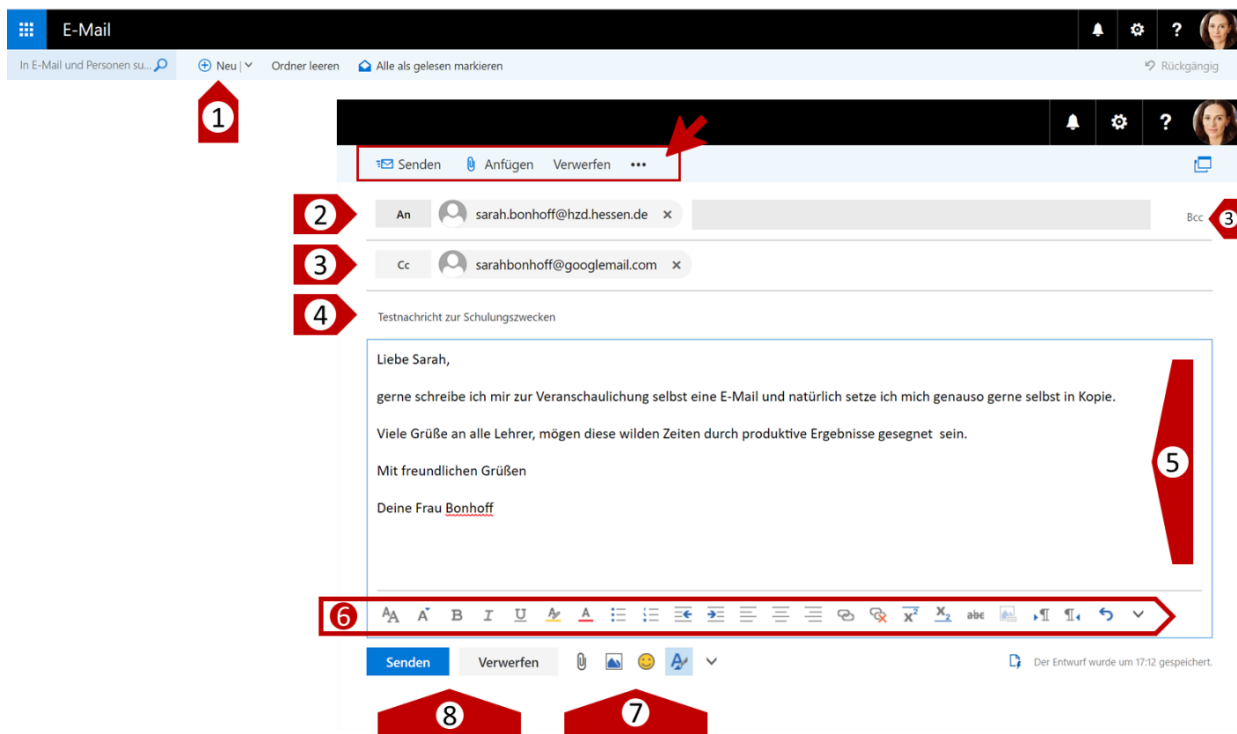 E-Mail
?
In E-Mail und Personen su...
Neu
Ordner leeren
Alle als gelesen markieren
Rückgängig
1
?
Senden
Anfügen
Verwerfen
•••
2
An
sarah.bonhoff@hzd.hessen.de
x
Bcc
3
3
Cc
sarahbonhoff@googlemail.com
x
4
Testnachricht zur Schulungszwecken
Liebe Sarah,
gerne schreibe ich mir zur Veranschaulichung selbst eine E-Mail und natürlich setze ich mich genauso gerne selbst in Kopie.
Viele Grüße an alle Lehrer, mögen diese wilden Zeiten durch produktive Ergebnisse gesegnet  sein.
5
Mit freundlichen Grüßen
Deine Frau Bonhoff
6
AA A B I U A x² x₂ abc ¶ ¶
Senden
Verwerfen
A
Der Entwurf wurde um 17:12 gespeichert.
8
7